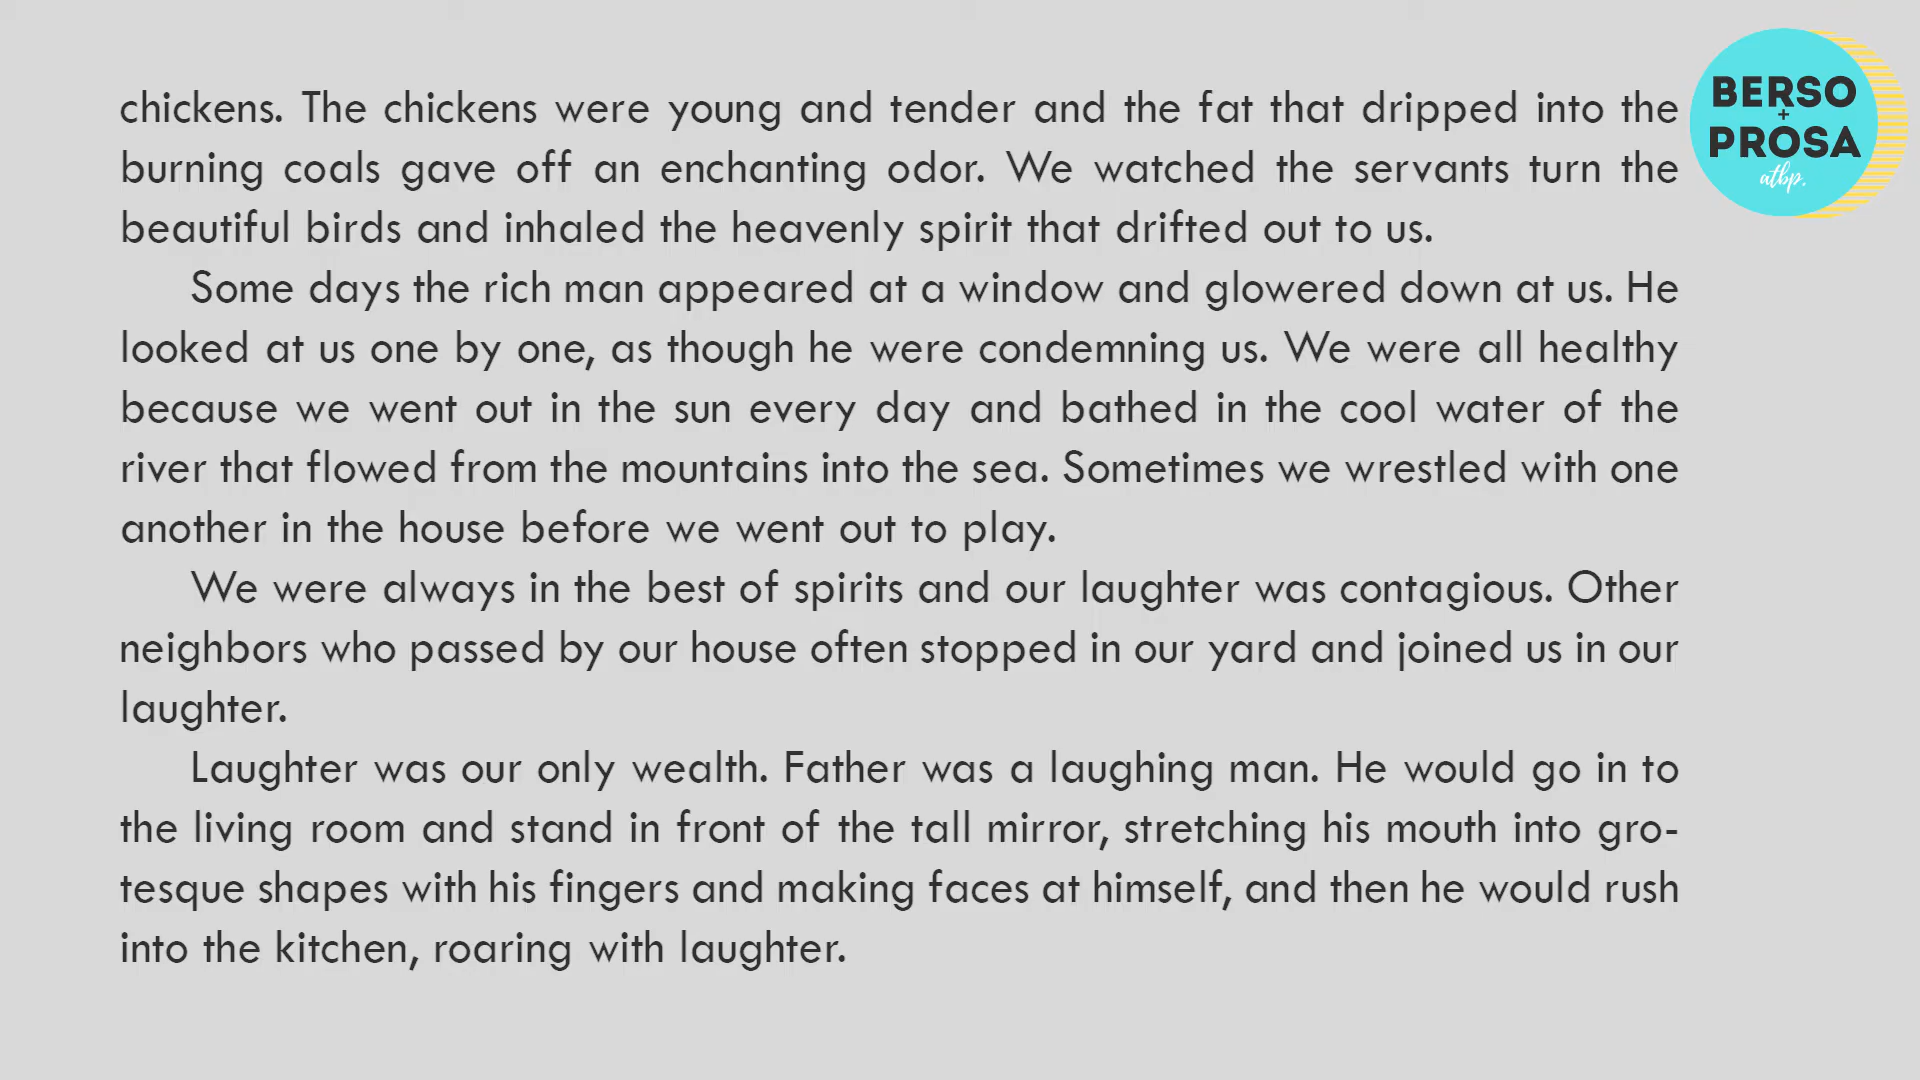 chickens. The chickens were young and tender and the fat that dripped into the
burning coals gave off an enchanting odor. We watched the servants turn the
beautiful birds and inhaled the heavenly spirit that drifted out to us.
Some days the rich man appeared at a window and glowered down at us. He
looked at us one by one, as though he were condemning us. We were all healthy
because we went out in the sun every day and bathed in the cool water of the
river that flowed from the mountains into the sea. Sometimes we wrestled with one
another in the house before we went out to play.
We were always in the best of spirits and our laughter was contagious. Other
neighbors who passed by our house often stopped in our yard and joined us in our
laughter.
Laughter was our only wealth. Father was a laughing man. He would go in to
the living room and stand in front of the tall mirror, stretching his mouth into gro-
tesque shapes with his fingers and making faces at himself, and then he would rush
into the kitchen, roaring with laughter.
BERSO
+
PROSA
atbp.